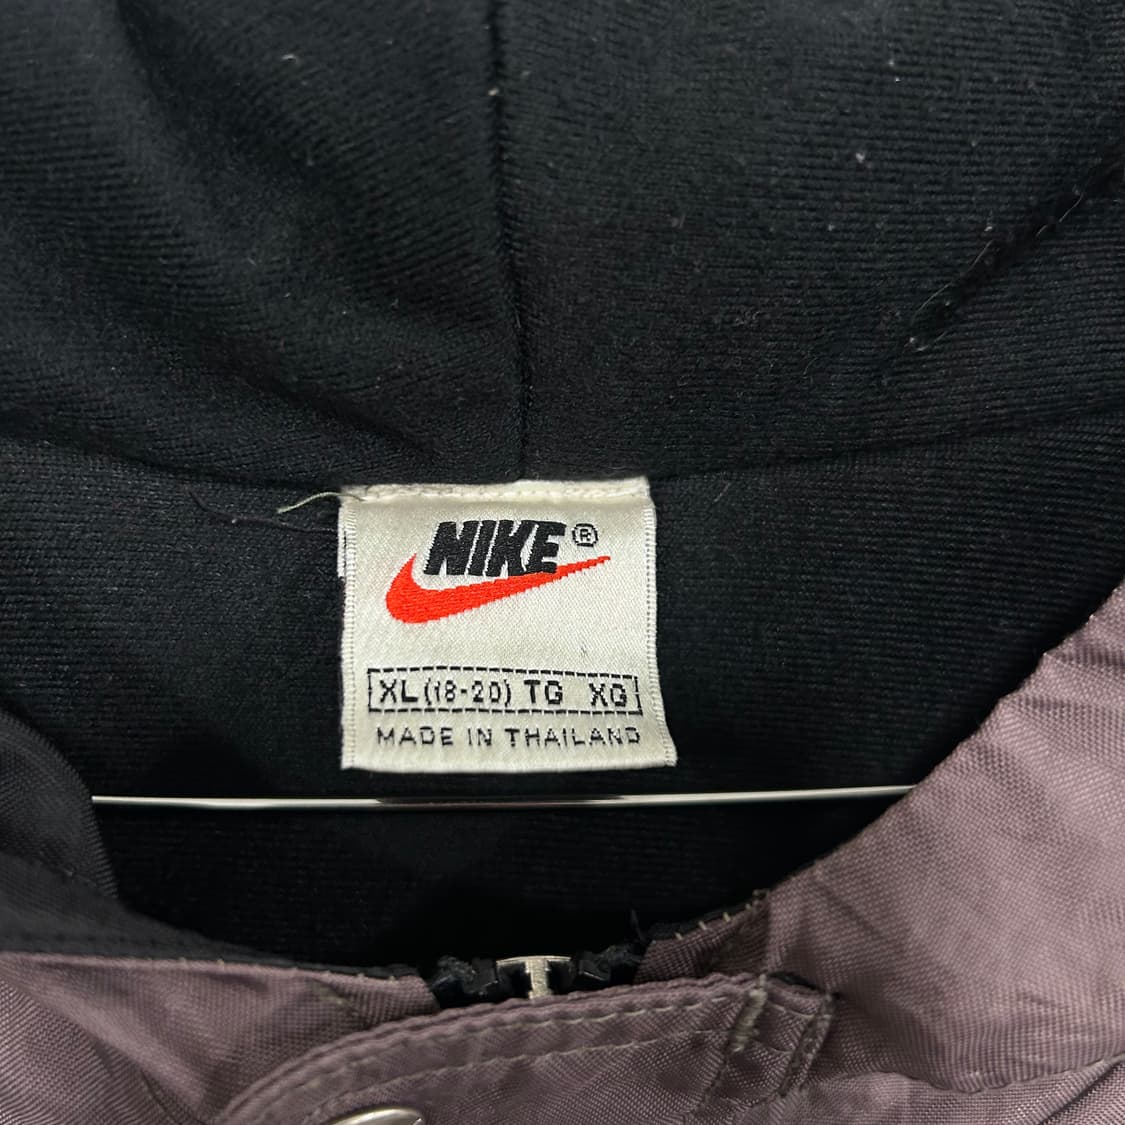 NIKE®
XL (18-20) TG XG
MADE IN THAILAND